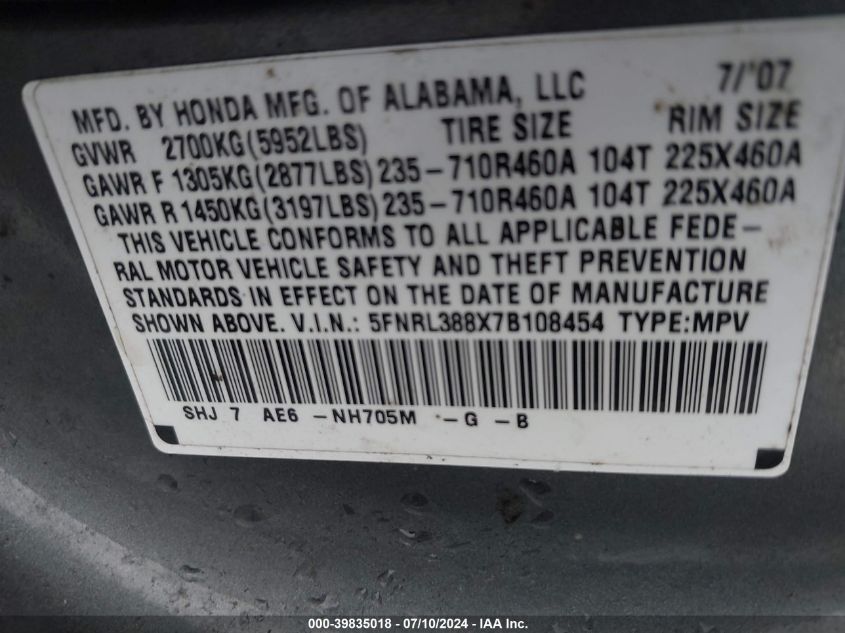 MFD. BY HONDA MFG. OF ALABAMA, LLC 7/'07
GVWR 2700KG(5952LBS) TIRE SIZE RIM SIZE
GAWR F 1305KG(2877LBS) 235-710R460A 104T 225X460A
GAWR R 1450KG(3197LBS) 235-710R460A 104T 225X460A
THIS VEHICLE CONFORMS TO ALL APPLICABLE FEDE-
RAL MOTOR VEHICLE SAFETY AND THEFT PREVENTION
STANDARDS IN EFFECT ON THE DATE OF MANUFACTURE
SHOWN ABOVE. V.I.N.: 5FNRL388X7B108454 TYPE:MPV
SHJ 7 AE6 -NH705M -G -B
000-39835018 - 07/10/2024 - IAAI.COM